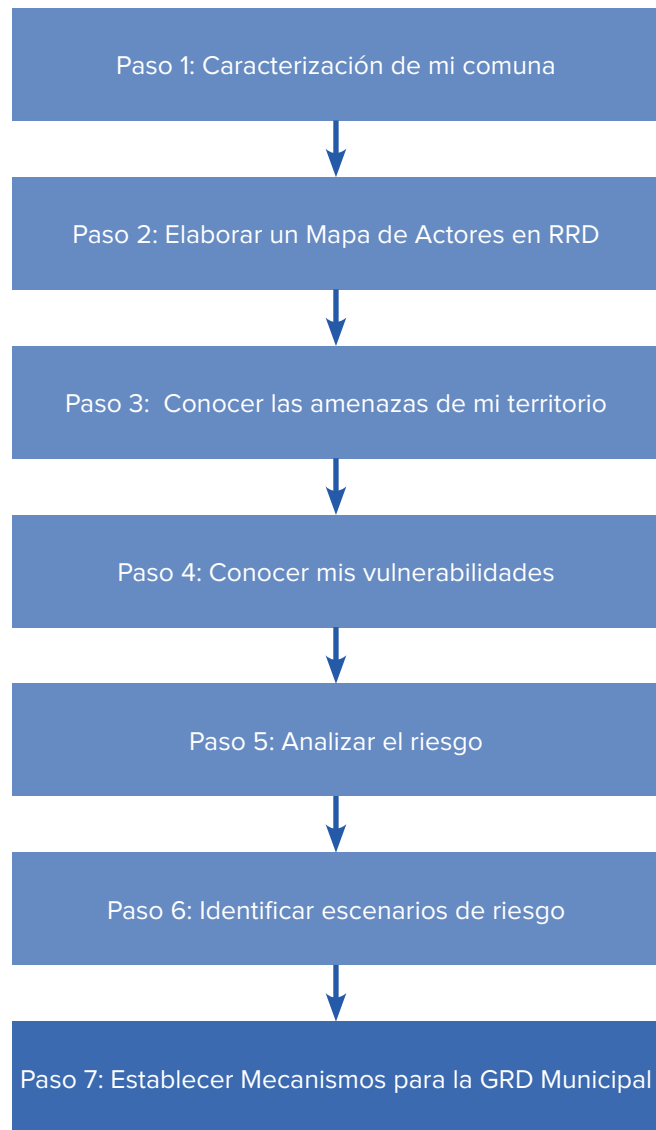 Paso 1: Caracterización de mi comuna
Paso 2: Elaborar un Mapa de Actores en RRD
Paso 3: Conocer las amenazas de mi territorio
Paso 4: Conocer mis vulnerabilidades
Paso 5: Analizar el riesgo
Paso 6: Identificar escenarios de riesgo
Paso 7: Establecer Mecanismos para la GRD Municipal